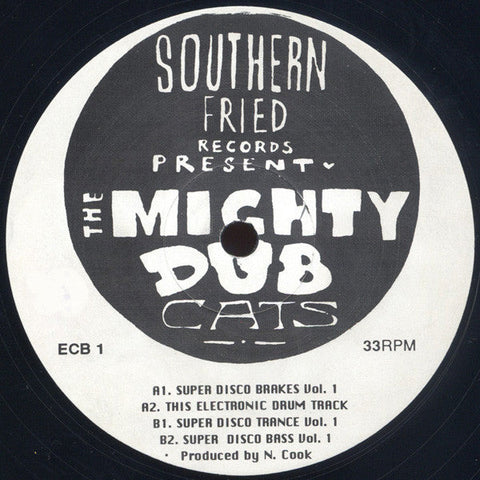 SOUTHERN
FRIED
RECORDS
PRESENT
THE MIGHTY
DUB
CATS
ECB 1
33RPM
A1. SUPER DISCO BRAKES Vol. 1
A2. THIS ELECTRONIC DRUM TRACK
B1. SUPER DISCO TRANCE Vol. 1
B2. SUPER DISCO BASS Vol. 1
· Produced by N. Cook